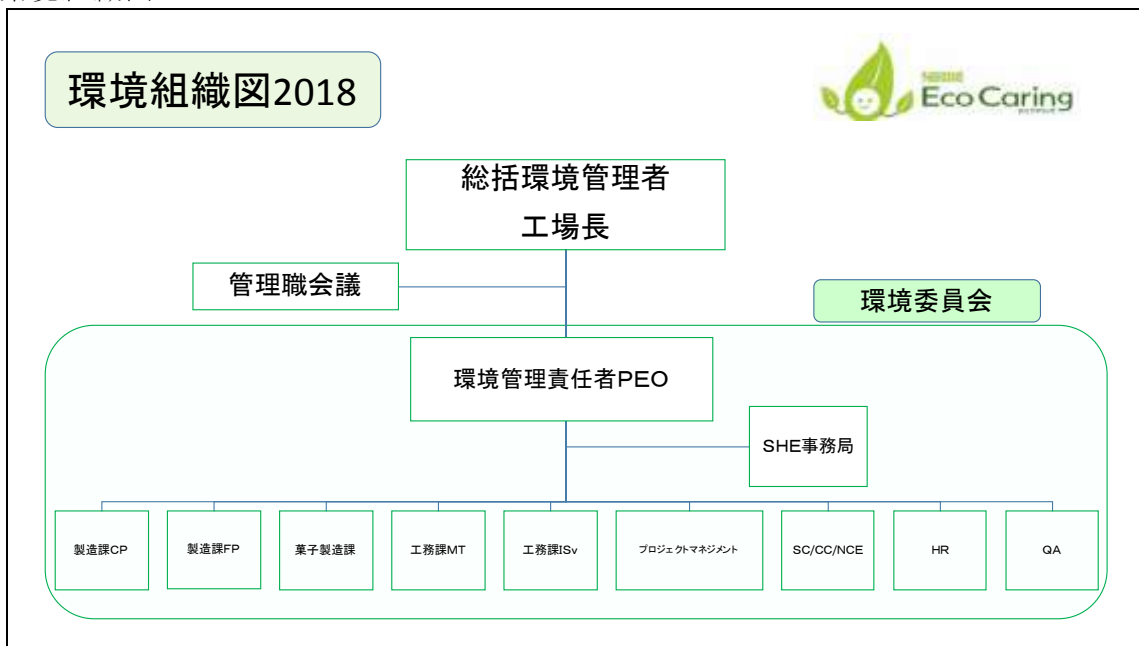 環境組織図2018
Nestlé
Eco Caring
総括環境管理者
工場長
管理職会議
環境委員会
環境管理責任者PEO
SHE事務局
製造課CP
製造課FP
菓子製造課
工務課MT
工務課ISv
プロジェクトマネジメント
SC/CC/NCE
HR
QA